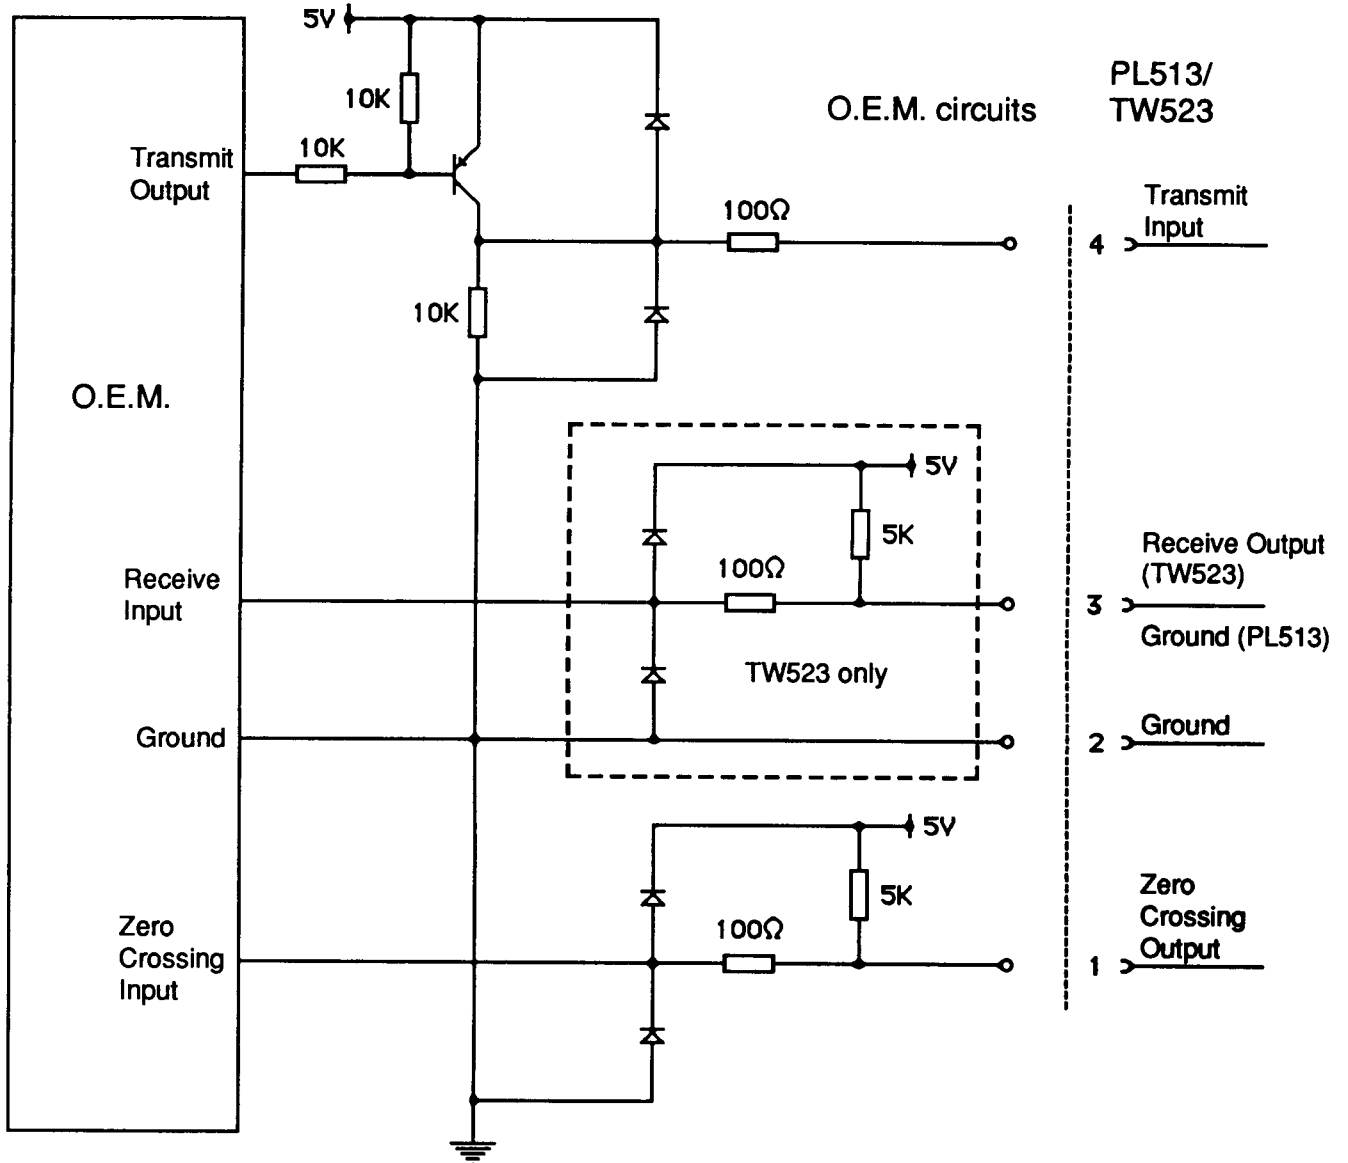 5V
PL513/
TW523
O.E.M. circuits
10K
10K
Transmit
Output
Transmit
Input
100Ω
4
10K
O.E.M.
5V
5K
Receive Output
(TW523)
100Ω
Receive
Input
3
Ground (PL513)
TW523 only
Ground
Ground
2
5V
5K
Zero
Crossing
Output
100Ω
Zero
Crossing
Input
1